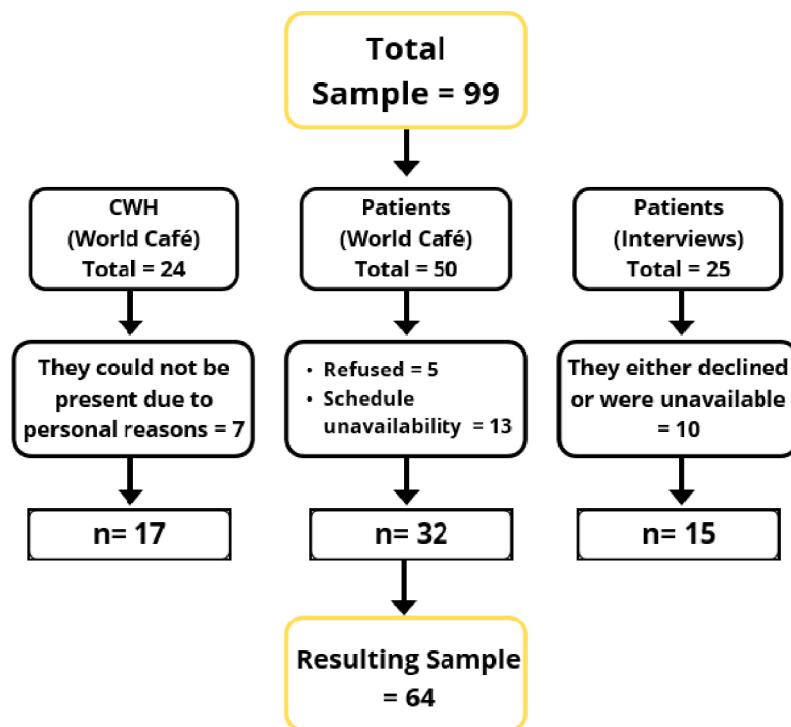 Total
Sample = 99
CWH
(World Café)
Total = 24
Patients
(World Café)
Total = 50
Patients
(Interviews)
Total = 25
They could not be
present due to
personal reasons = 7
• Refused = 5
• Schedule
unavailability = 13
They either declined
or were unavailable
= 10
n= 17
n= 32
n= 15
Resulting Sample
= 64